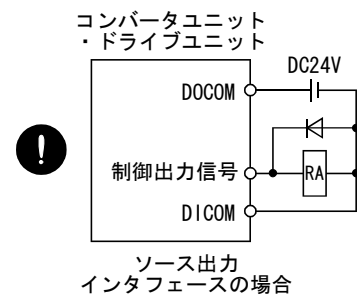 コンバータユニット
・ドライブユニット
DC24V
DOCOM
制御出力信号
RA
DICOM
ソース出力
インタフェースの場合